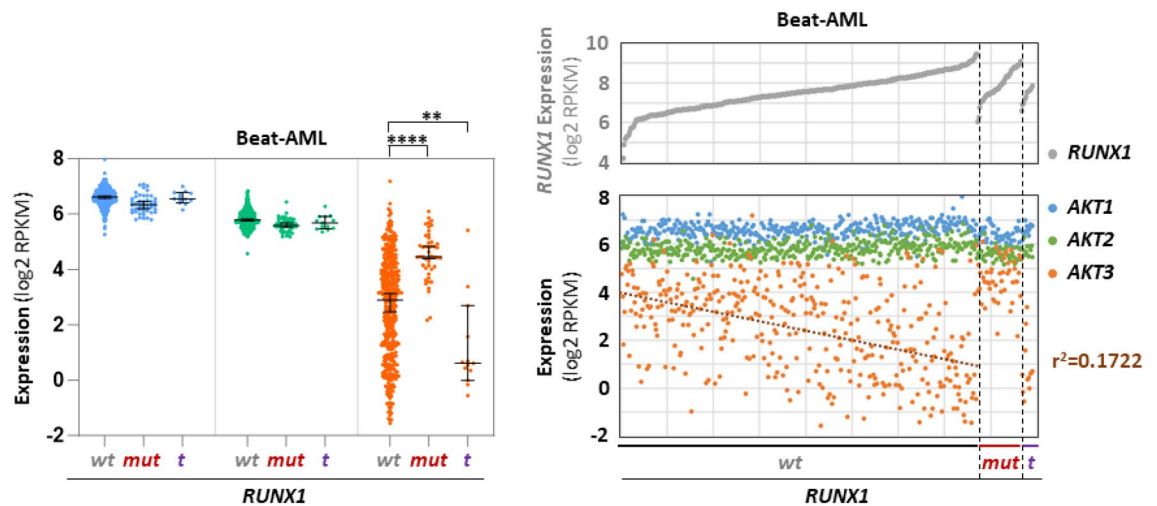 Beat-AML
**
****
Expression (log2 RPKM)
8
6
4
2
0
-2
wt mut t wt mut t wt mut t
RUNX1
Beat-AML
RUNX1 Expression
(log2 RPKM)
10
8
6
4
RUNX1
AKT1
AKT2
AKT3
Expression
(log2 RPKM)
8
6
4
2
0
-2
r²=0.1722
wt mut t
RUNX1